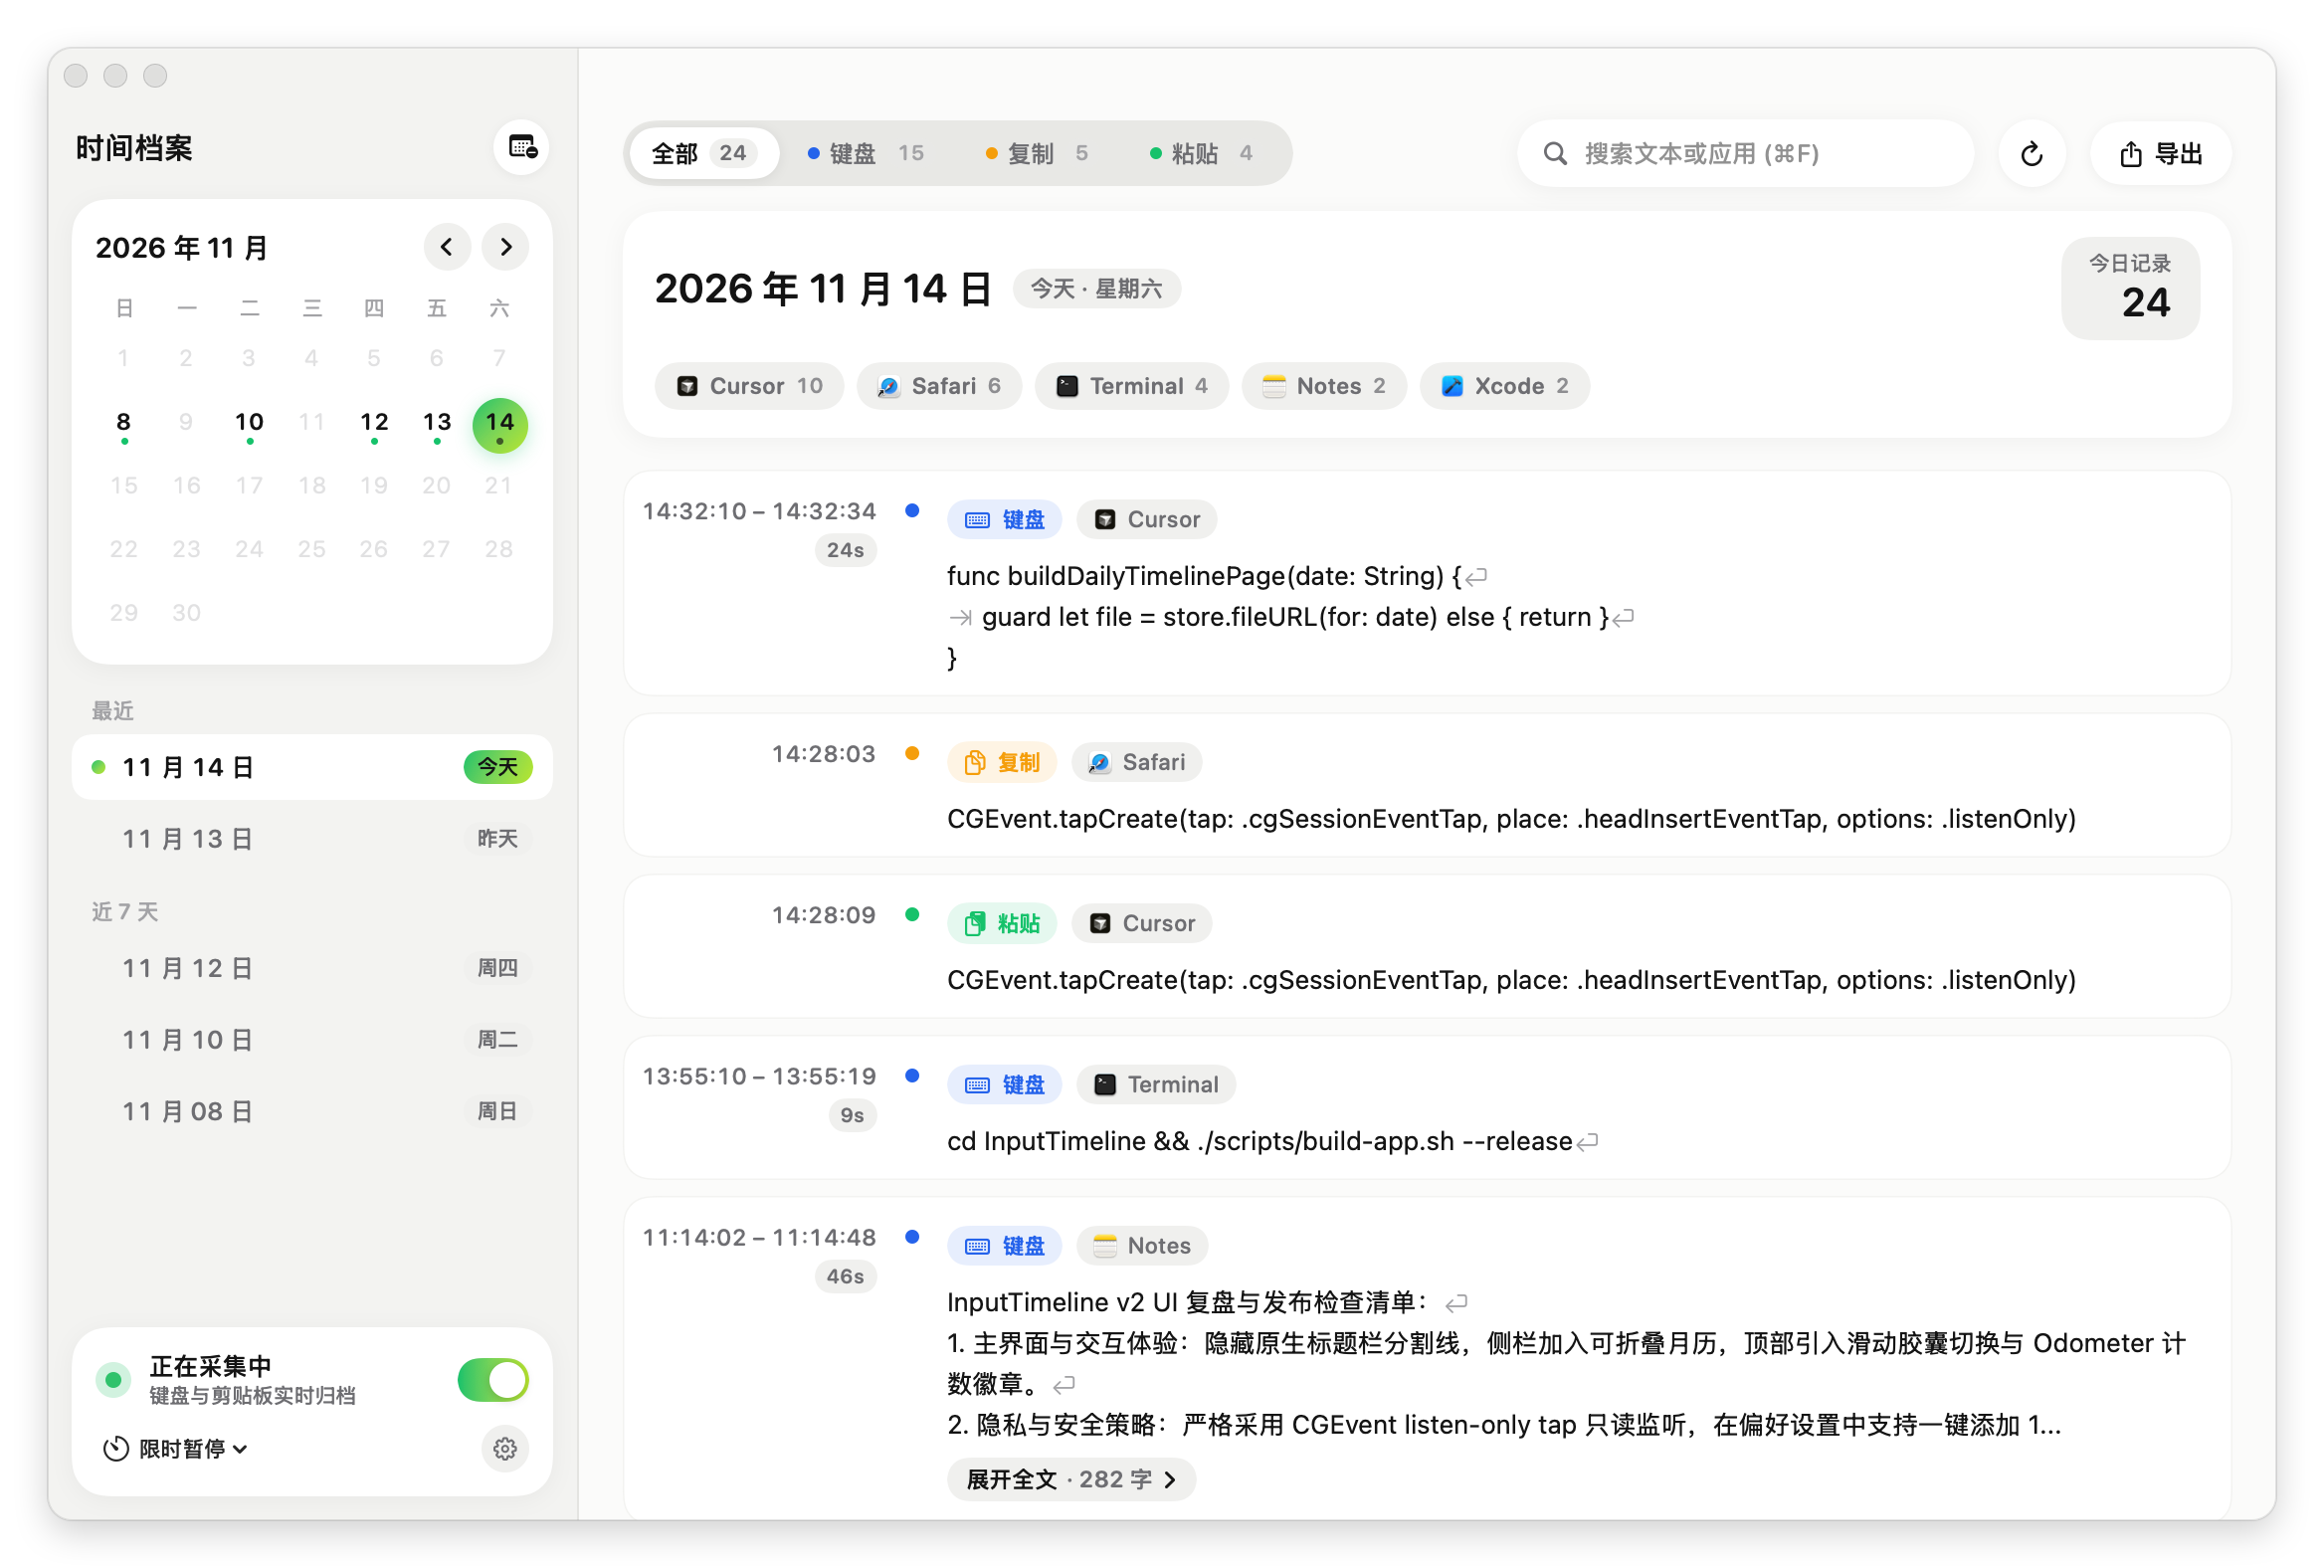 时间档案
2026 年 11 月
日 一 二 三 四 五 六
1 2 3 4 5 6 7
8 9 10 11 12 13 14
15 16 17 18 19 20 21
22 23 24 25 26 27 28
29 30
最近
11 月 14 日 今天
11 月 13 日 昨天
近 7 天
11 月 12 日 周四
11 月 10 日 周二
11 月 08 日 周日
正在采集中
键盘与剪贴板实时归档
限时暂停
全部 24 键盘 15 复制 5 粘贴 4
搜索文本或应用 (⌘F)
导出
2026 年 11 月 14 日 今天 · 星期六
今日记录
24
Cursor 10 Safari 6 Terminal 4 Notes 2 Xcode 2
14:32:10 – 14:32:34
24s
键盘 Cursor
func buildDailyTimelinePage(date: String) {↩
⇥ guard let file = store.fileURL(for: date) else { return }↩
}
14:28:03
复制 Safari
CGEvent.tapCreate(tap: .cgSessionEventTap, place: .headInsertEventTap, options: .listenOnly)
14:28:09
粘贴 Cursor
CGEvent.tapCreate(tap: .cgSessionEventTap, place: .headInsertEventTap, options: .listenOnly)
13:55:10 – 13:55:19
9s
键盘 Terminal
cd InputTimeline && ./scripts/build-app.sh --release↩
11:14:02 – 11:14:48
46s
键盘 Notes
InputTimeline v2 UI 复盘与发布检查清单： ↩
1. 主界面与交互体验：隐藏原生标题栏分割线，侧栏加入可折叠月历，顶部引入滑动胶囊切换与 Odometer 计
数徽章。 ↩
2. 隐私与安全策略：严格采用 CGEvent listen-only tap 只读监听，在偏好设置中支持一键添加 1...
展开全文 · 282 字